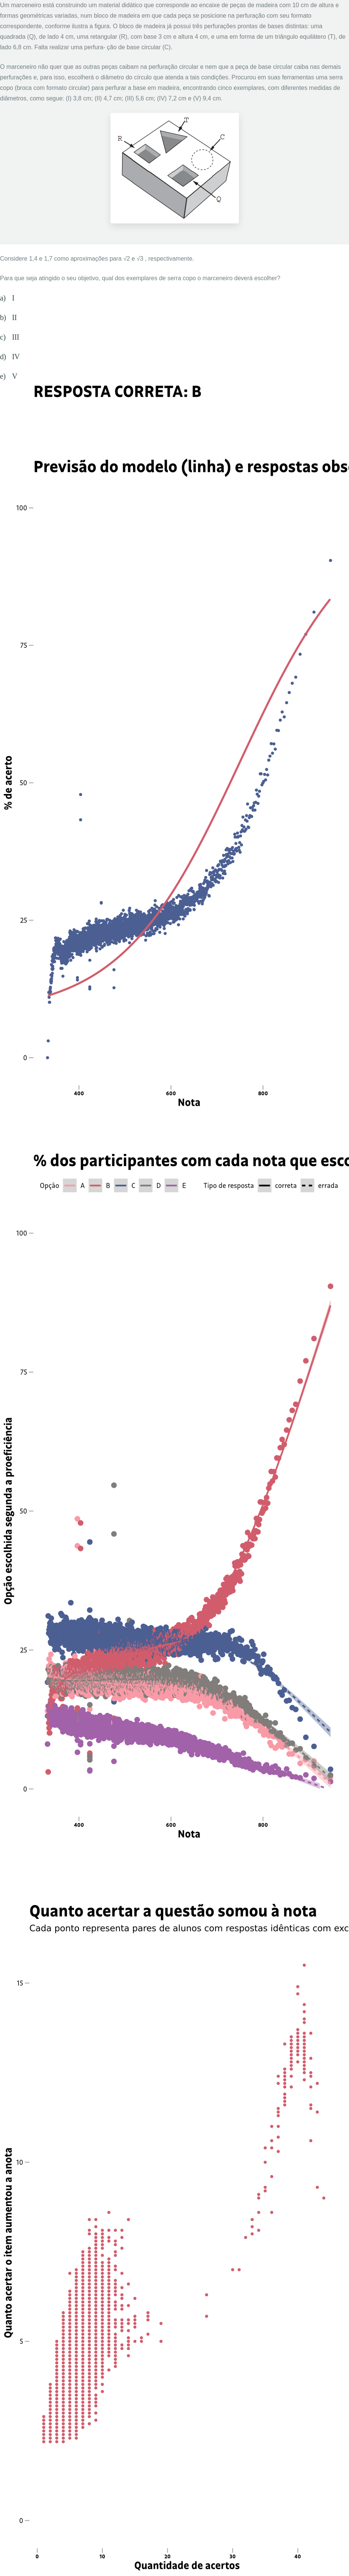 Um marceneiro está construindo um material didático que corresponde ao encaixe de peças de madeira com 10 cm de altura e
formas geométricas variadas, num bloco de madeira em que cada peça se posicione na perfuração com seu formato
correspondente, conforme ilustra a figura. O bloco de madeira já possui três perfurações prontas de bases distintas: uma
quadrada (Q), de lado 4 cm, uma retangular (R), com base 3 cm e altura 4 cm, e uma em forma de um triângulo equilátero (T), de
lado 6,8 cm. Falta realizar uma perfura- ção de base circular (C).
O marceneiro não quer que as outras peças caibam na perfuração circular e nem que a peça de base circular caiba nas demais
perfurações e, para isso, escolherá o diâmetro do círculo que atenda a tais condições. Procurou em suas ferramentas uma serra
copo (broca com formato circular) para perfurar a base em madeira, encontrando cinco exemplares, com diferentes medidas de
diâmetros, como segue: (I) 3,8 cm; (II) 4,7 cm; (III) 5,6 cm; (IV) 7,2 cm e (V) 9,4 cm.
T
R
C
Q
Considere 1,4 e 1,7 como aproximações para √2 e √3 , respectivamente.
Para que seja atingido o seu objetivo, qual dos exemplares de serra copo o marceneiro deverá escolher?
a) I
b) II
c) III
d) IV
e) V
RESPOSTA CORRETA: B
Previsão do modelo (linha) e respostas obs
100
75
50
25
0
% de acerto
400 600 800
Nota
% dos participantes com cada nota que esco
Opção A B C D E Tipo de resposta correta errada
100
75
50
25
0
Opção escolhida segunda a proeficiência
400 600 800
Nota
Quanto acertar a questão somou à nota
Cada ponto representa pares de alunos com respostas idênticas com exc
15
10
5
0
Quanto acertar o item aumentou a anota
0 10 20 30 40
Quantidade de acertos